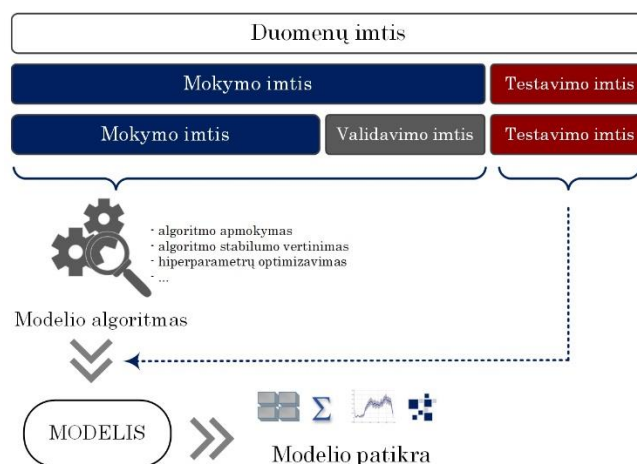 Duomenų imtis
Mokymo imtis
Testavimo imtis
Mokymo imtis
Validavimo imtis
Testavimo imtis
- algoritmo apmokymas
- algoritmo stabilumo vertinimas
- hiperparametrų optimizavimas
- ...
Modelio algoritmas
MODELIS
Σ
Modelio patikra